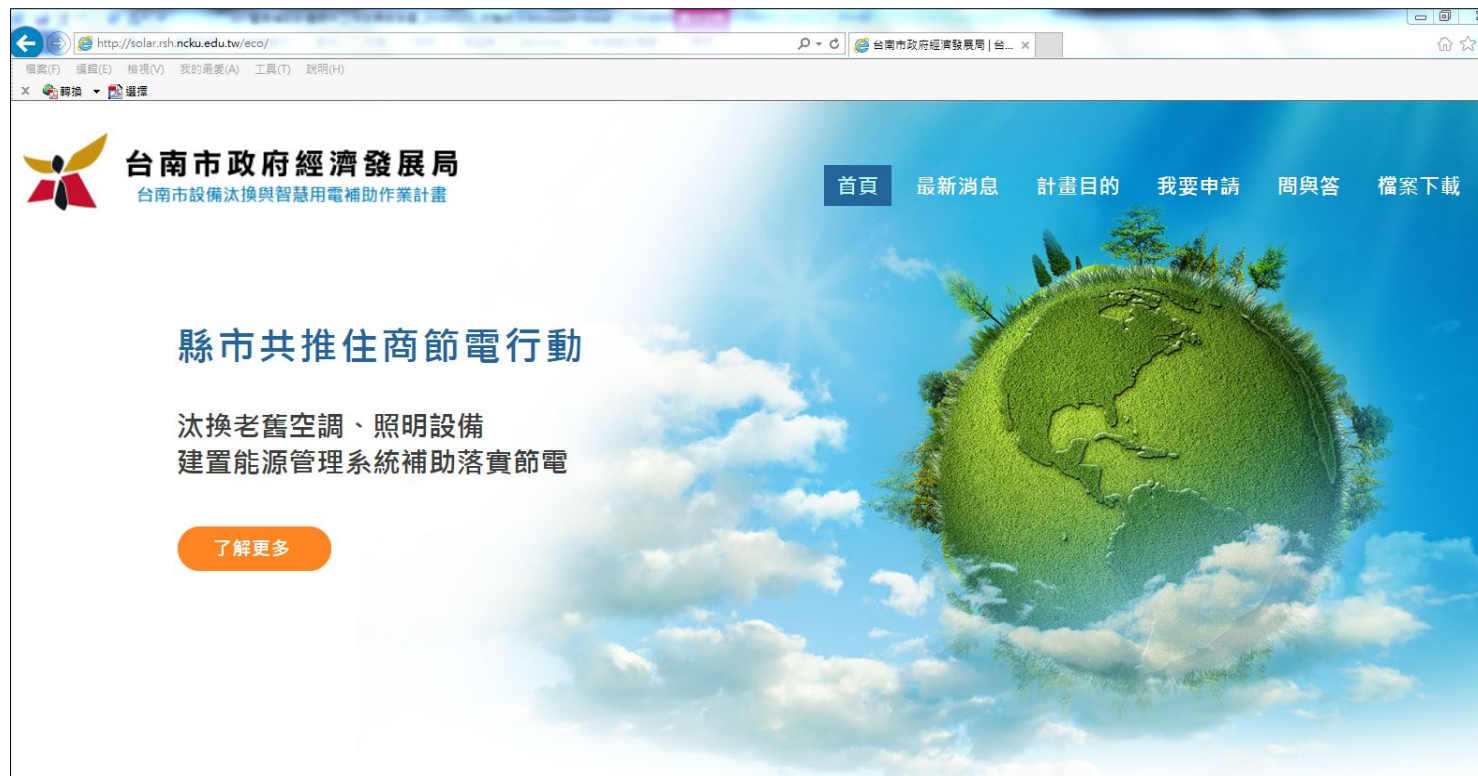 http://solar.rsh.ncku.edu.tw/eco/
台南市政府經濟發展局 | 台...
檔案(F) 編輯(E) 檢視(V) 我的最愛(A) 工具(T) 說明(H)
x 轉換 選擇
台南市政府經濟發展局
台南市設備汰換與智慧用電補助作業計畫
首頁 最新消息 計畫目的 我要申請 問與答 檔案下載
縣市共推住商節電行動
汰換老舊空調、照明設備
建置能源管理系統補助落實節電
了解更多